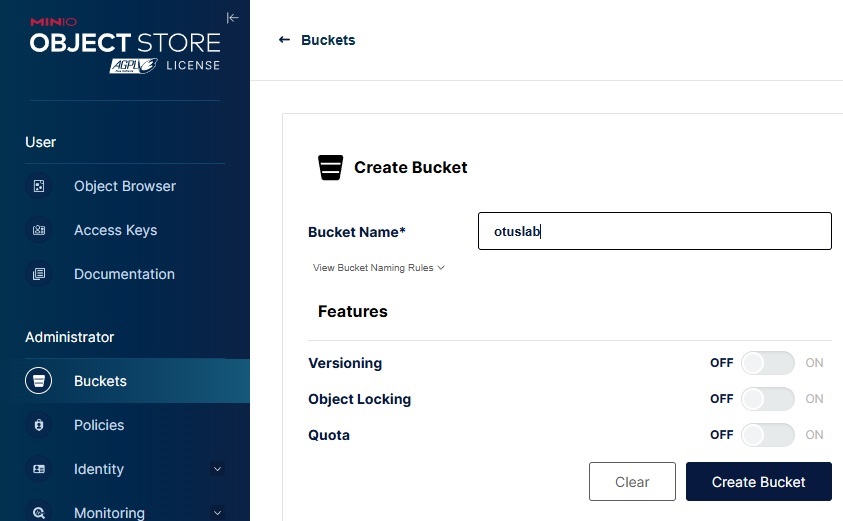 MINIO
OBJECT STORE
AGPLV3 LICENSE
User
Object Browser
Access Keys
Documentation
Administrator
Buckets
Policies
Identity
Monitoring
Buckets
Create Bucket
Bucket Name* otuslab
View Bucket Naming Rules
Features
Versioning OFF ON
Object Locking OFF ON
Quota OFF ON
Clear Create Bucket